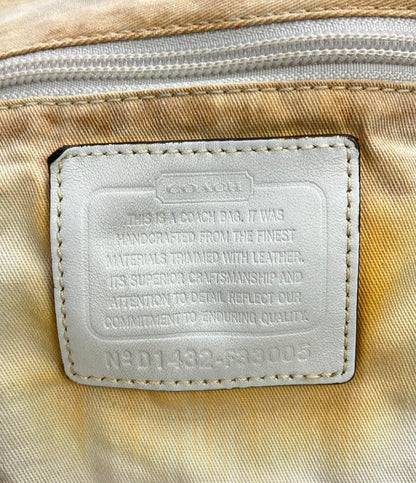 COACH
THIS IS A COACH BAG. IT WAS
HANDCRAFTED FROM THE FINEST
MATERIALS TRIMMED WITH LEATHER.
ITS SUPERIOR CRAFTSMANSHIP AND
ATTENTION TO DETAIL REFLECT OUR
COMMITMENT TO ENDURING QUALITY.
Nº D1432-F33005